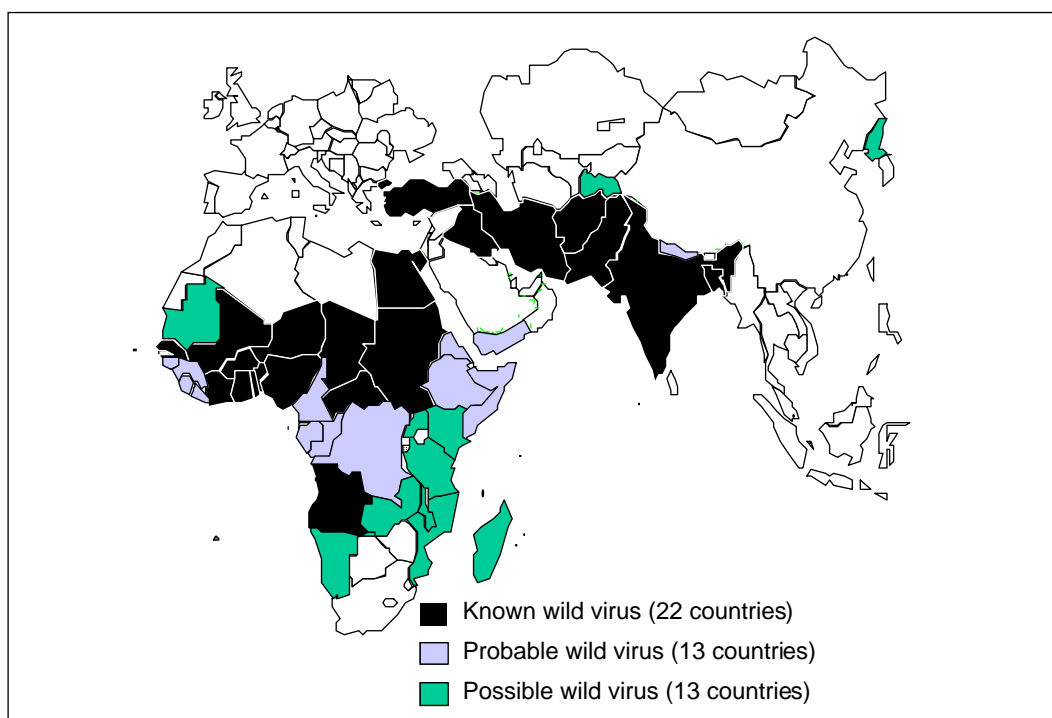 Known wild virus (22 countries)
Probable wild virus (13 countries)
Possible wild virus (13 countries)